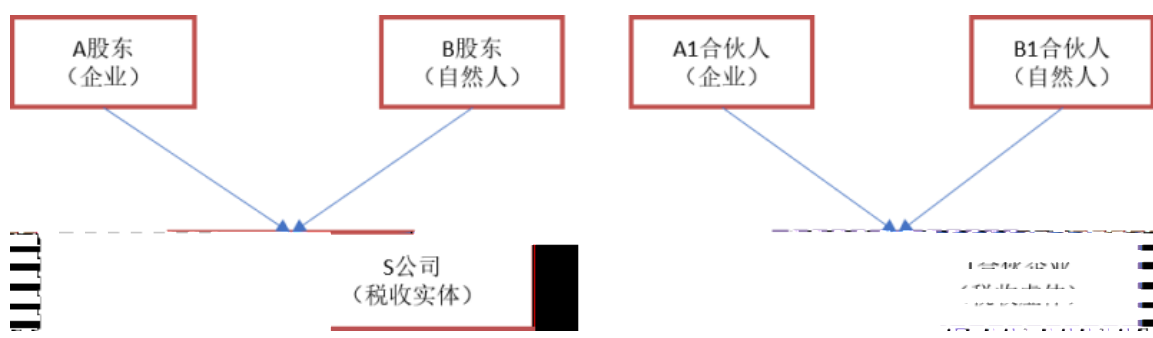 A股东
（企业）
B股东
（自然人）
A1合伙人
（企业）
B1合伙人
（自然人）
S公司
（税收实体）